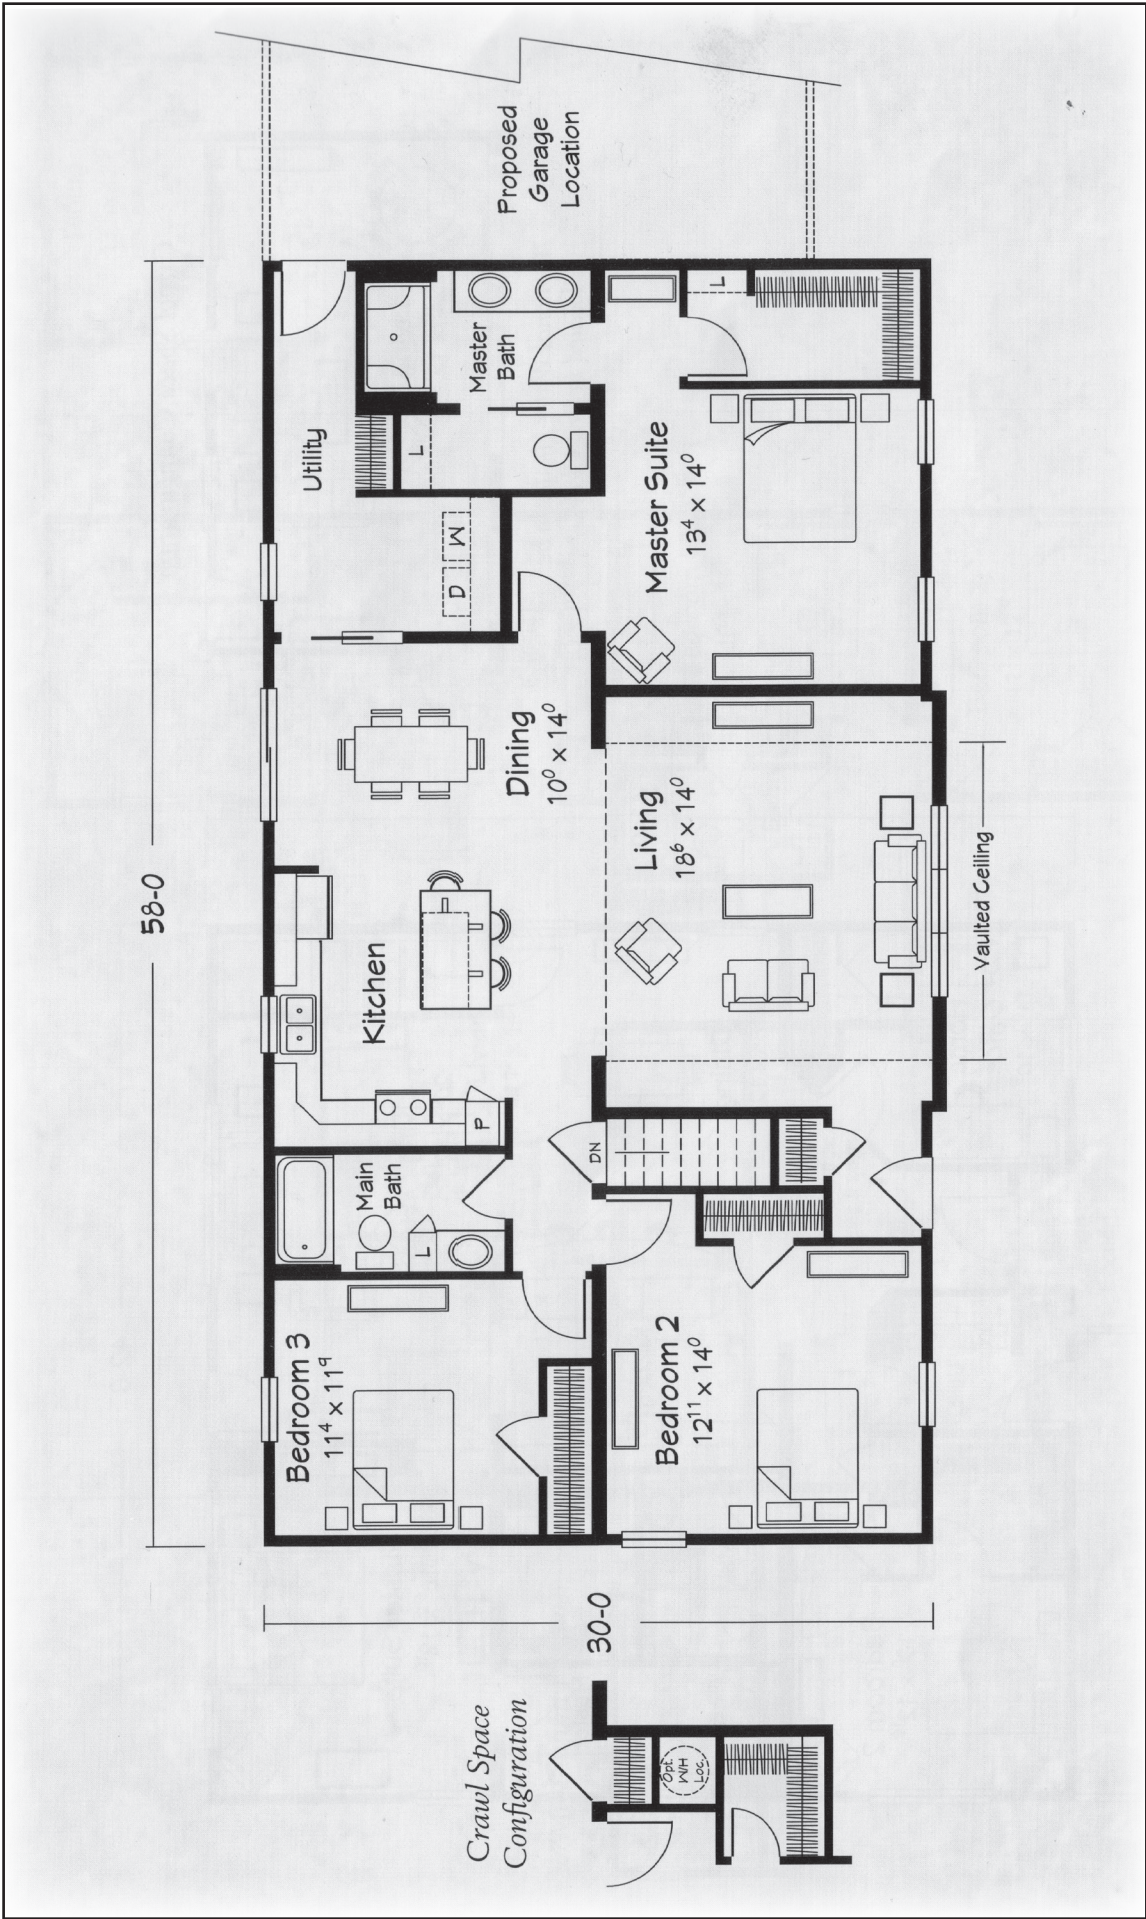 Proposed
Garage
Location
58-0
Utility
Master
Bath
L
L
L
D
W
Master Suite
13⁴ x 14⁰
Dining
10⁰ x 14⁰
Kitchen
P
Living
18⁶ x 14⁰
Vaulted Ceiling
DN
Main
Bath
L
Bedroom 3
11⁴ x 11⁹
Bedroom 2
12¹¹ x 14⁰
30-0
Crawl Space
Configuration
Opt.
W/H
Loc.